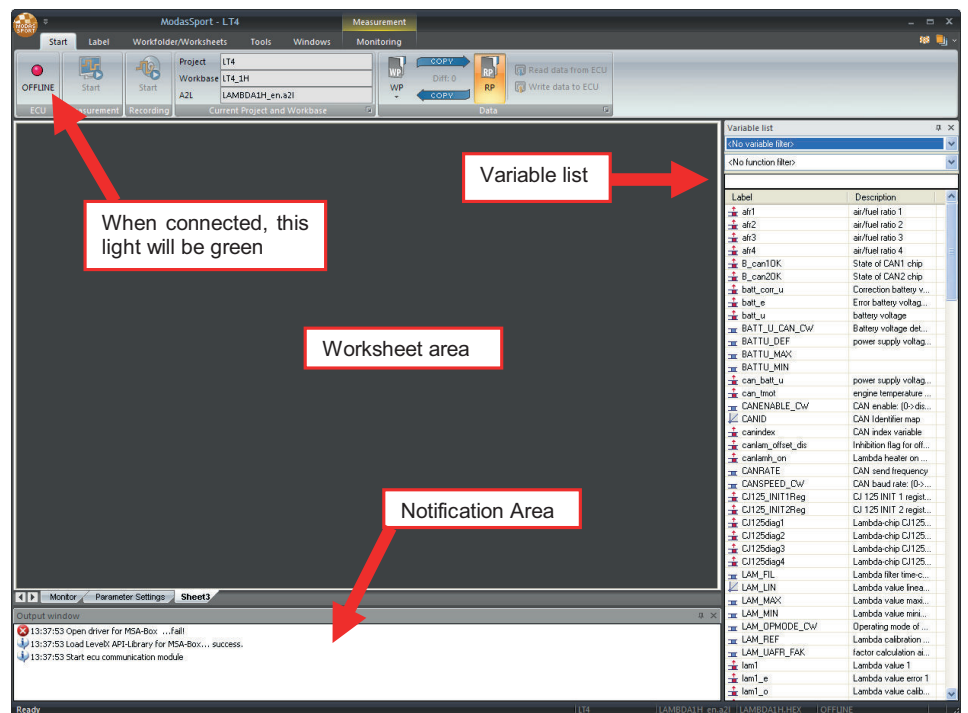 MODAS SPORT
ModasSport - LT4
Measurement
Start Label Workfolder/Worksheets Tools Windows Monitoring
OFFLINE
ECU
Start
Measurement
Start
Recording
Project LT4
Workbase LT4_1H
A2L LAMBDA1H_en.a2l
Current Project and Workbase
WP
WP
COPY
Diff: 0
COPY
RP
RP
Read data from ECU
Write data to ECU
Data
When connected, this
light will be green
Variable list
Worksheet area
Notification Area
Variable list
<No variable filter>
<No function filter>
Label Description
afr1 air/fuel ratio 1
afr2 air/fuel ratio 2
afr3 air/fuel ratio 3
afr4 air/fuel ratio 4
B_can1OK State of CAN1 chip
B_can2OK State of CAN2 chip
batt_corr_u Correction battery v...
batt_e Error battery voltag...
batt_u battery voltage
BATT_U_CAN_CW Battery voltage det...
BATTU_DEF power supply voltag...
BATTU_MAX
BATTU_MIN
can_batt_u power supply voltag...
can_tmot engine temperature ...
CANENABLE_CW CAN enable: (0->dis...
CANID CAN Identifier map
canindex CAN index variable
canlam_offset_dis Inhibition flag for off...
canlamh_on Lambda heater on ...
CANRATE CAN send frequency
CANSPEED_CW CAN baud rate: (0->...
CJ125_INIT1Reg CJ 125 INIT 1 regist...
CJ125_INIT2Reg CJ 125 INIT 2 regist...
CJ125diag1 Lambda-chip CJ125...
CJ125diag2 Lambda-chip CJ125...
CJ125diag3 Lambda-chip CJ125...
CJ125diag4 Lambda-chip CJ125...
LAM_FIL Lambda filter time-c...
LAM_LIN Lambda value linea...
LAM_MAX Lambda value maxi...
LAM_MIN Lambda value mini...
LAM_OPMODE_CW Operating mode of ...
LAM_REF Lambda calibration ...
LAM_UAFR_FAK factor calculation ai...
lam1 Lambda value 1
lam1_e Lambda value error 1
lam1_o Lambda value calib...
Monitor Parameter Settings Sheet3
Output window
13:37:53 Open driver for MSA-Box ...fail!
13:37:53 Load LevelX API-Library for MSA-Box... success.
13:37:53 Start ecu communication module
Ready LT4 LAMBDA1H_en.a2l LAMBDA1H.HEX OFFLINE